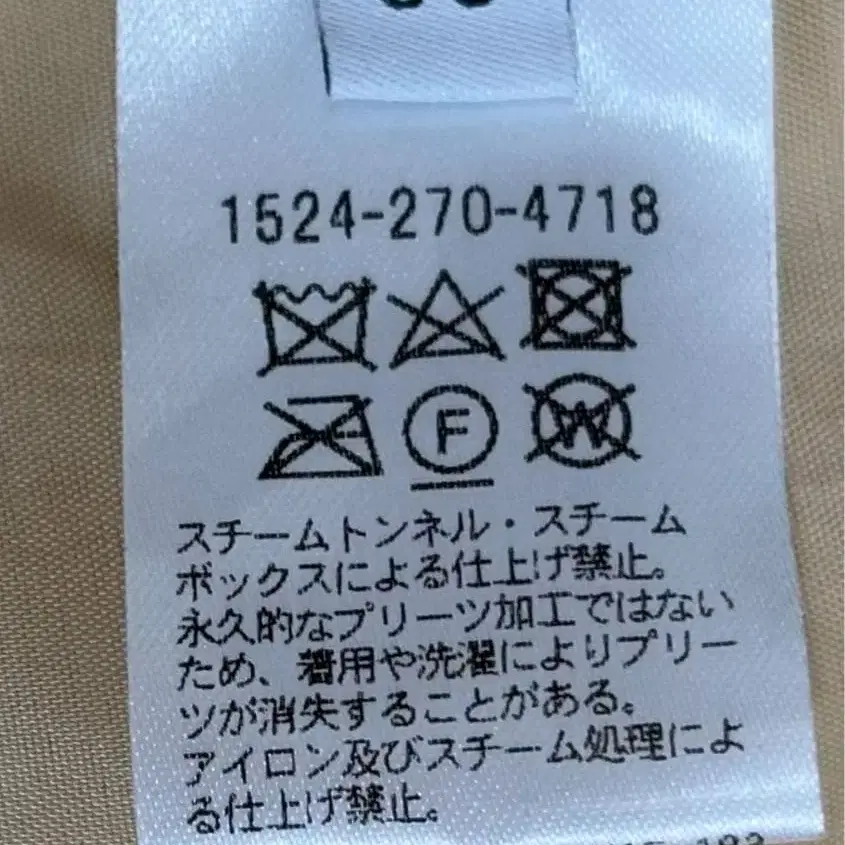 1524-270-4718
F
W
スチームトンネル・スチーム
ボックスによる仕上げ禁止。
永久的なプリーツ加工ではない
ため、着用や洗濯によりプリー
ツが消失することがある。
アイロン及びスチーム処理によ
る仕上げ禁止。